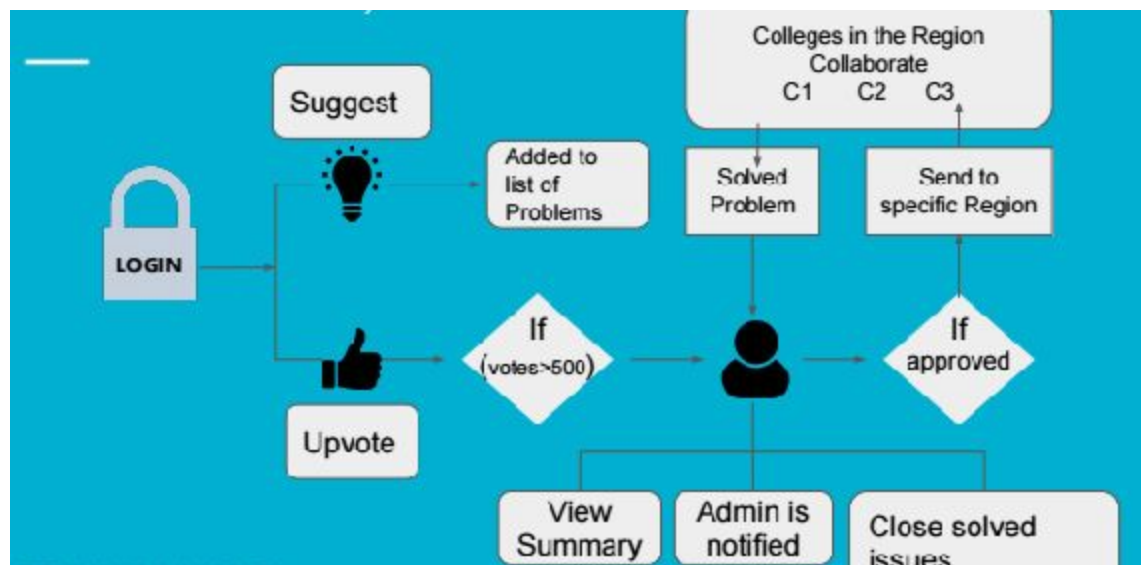 Colleges in the Region
Collaborate
C1 C2 C3
Suggest
Added to
list of
Problems
Solved
Problem
Send to
specific Region
LOGIN
If
(votes>500)
If
approved
Upvote
View
Summary
Admin is
notified
Close solved
issues